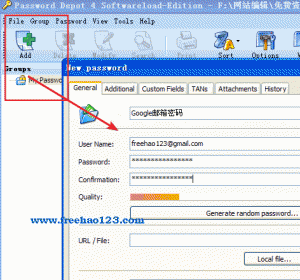 Password Depot 4 Softwareload-Edition - F:\网站编辑\免费资
File Group Password View Tools Help
Add
Sort
Options
Groups
My Passw
New password
General Additional Custom Fields TANs Attachments History
Google邮箱密码
User Name: freehao123@gmail.com
Password: ****************
Confirmation: ****************
Quality:
www.freehao123.com
Generate random password...
URL / File:
Local file...